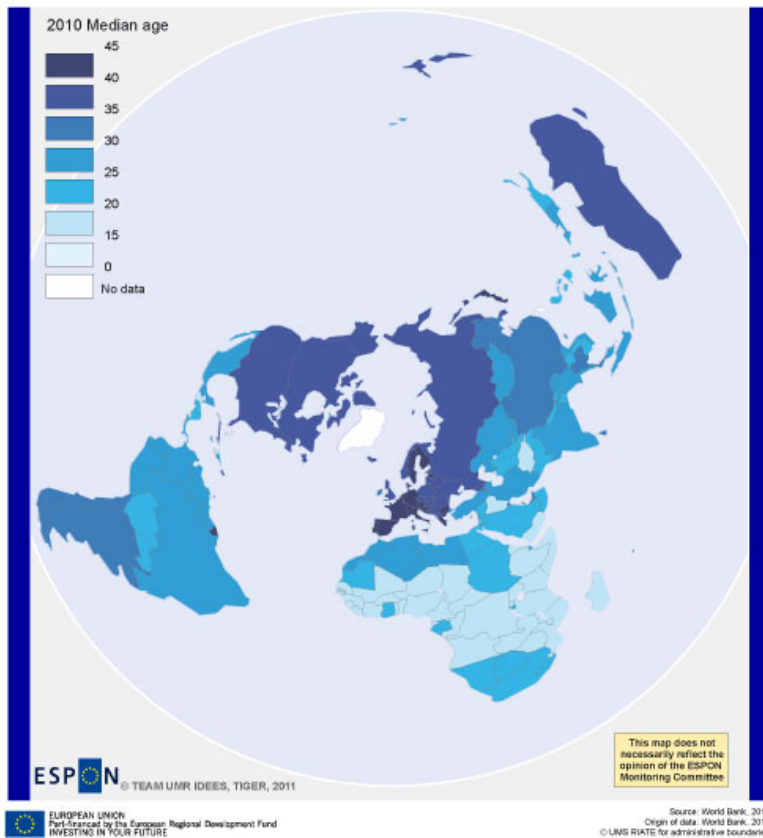 2010 Median age
45
40
35
30
25
20
15
0
No data
This map does not
necessarily reflect the
opinion of the ESPON
Monitoring Committee
ESPON © TEAM UMR IDEES, TIGER, 2011
EUROPEAN UNION
Part-financed by the European Regional Development Fund
INVESTING IN YOUR FUTURE
Source: World Bank, 201
Origin of data: World Bank, 201
© UMS RIATE for administrative boundarie